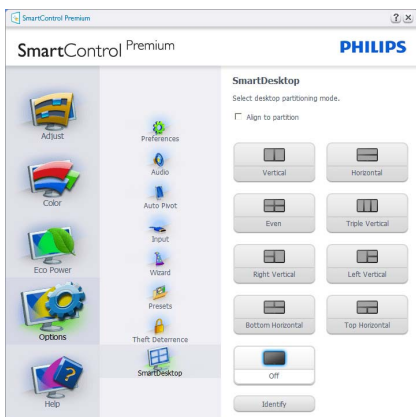 SmartControl Premium
SmartControl Premium
PHILIPS
Adjust
Color
Eco Power
Options
Help
Preferences
Audio
Auto Pivot
Input
Wizard
Presets
Theft Deterrence
SmartDesktop
SmartDesktop
Select desktop partitioning mode.
Align to partition
Vertical
Horizontal
Even
Triple Vertical
Right Vertical
Left Vertical
Bottom Horizontal
Top Horizontal
Off
Identify